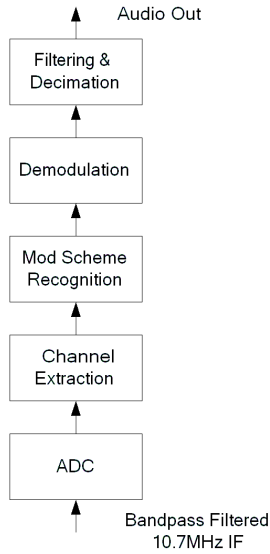 Audio Out
Filtering &
Decimation
Demodulation
Mod Scheme
Recognition
Channel
Extraction
ADC
Bandpass Filtered
10.7MHz IF